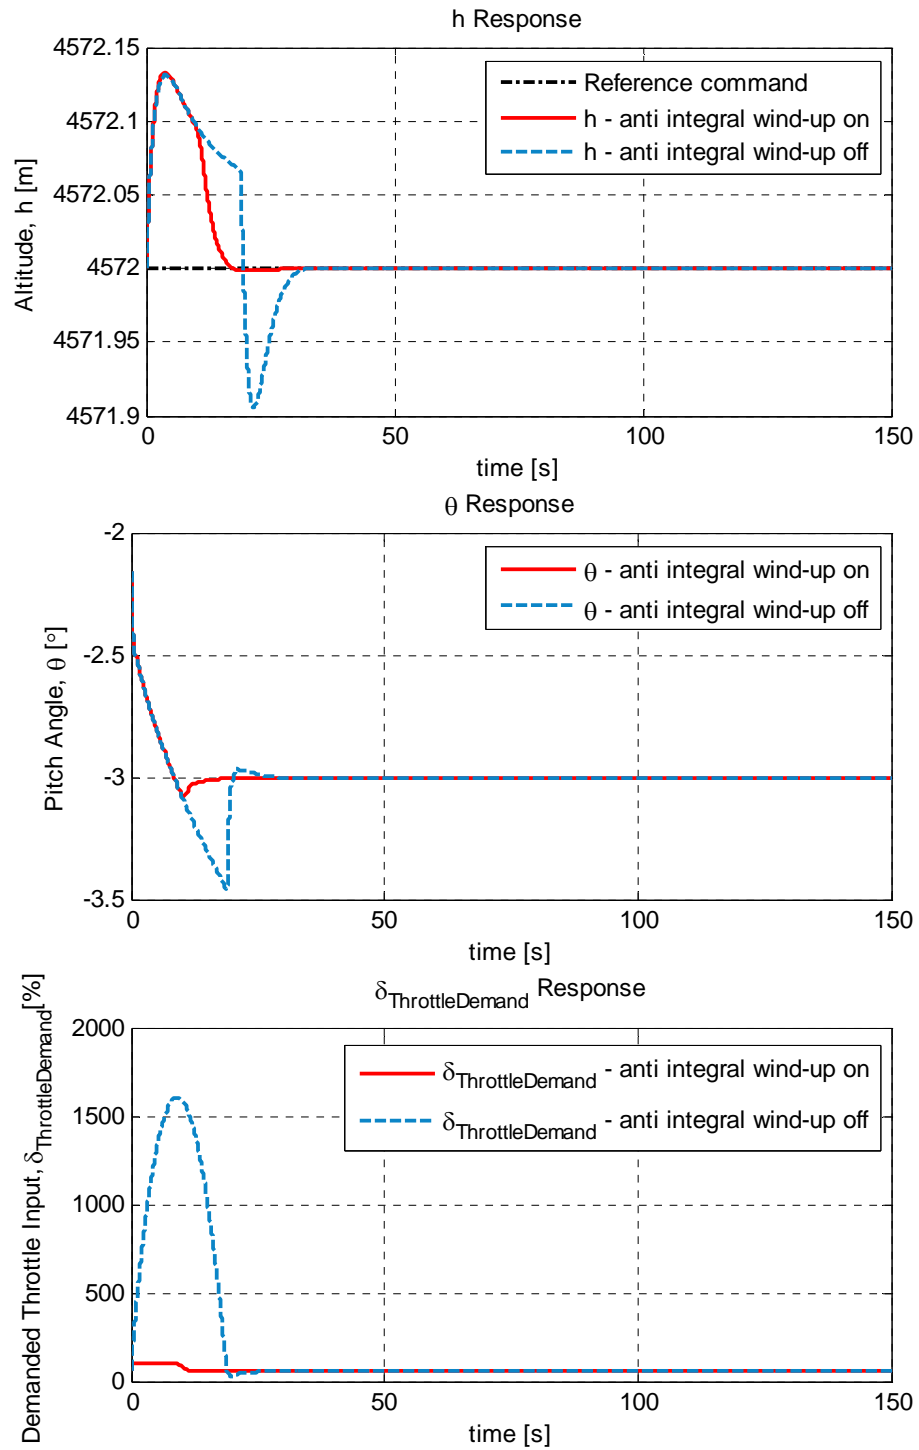 h Response
4572.15
4572.1
4572.05
4572
4571.95
4571.9
Altitude, h [m]
Reference command
h - anti integral wind-up on
h - anti integral wind-up off
0 50 100 150
time [s]
θ Response
-2
-2.5
-3
-3.5
Pitch Angle, θ [°]
θ - anti integral wind-up on
θ - anti integral wind-up off
0 50 100 150
time [s]
δThrottleDemand Response
2000
1500
1000
500
0
Demanded Throttle Input, δThrottleDemand[%]
δThrottleDemand - anti integral wind-up on
δThrottleDemand - anti integral wind-up off
0 50 100 150
time [s]